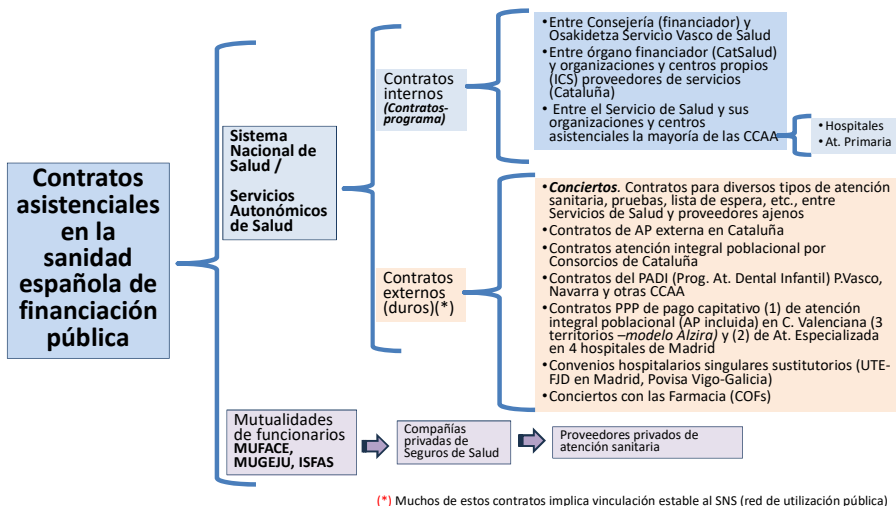 Contratos
asistenciales
en la
sanidad
española de
financiación
pública
Sistema
Nacional de
Salud /
Servicios
Autonómicos
de Salud
Contratos
internos
(Contratos-
programa)
•Entre Consejería (financiador) y
Osakidetza Servicio Vasco de Salud
•Entre órgano financiador (CatSalud)
y organizaciones y centros propios
(ICS) proveedores de servicios
(Cataluña)
• Entre el Servicio de Salud y sus
organizaciones y centros
asistenciales la mayoría de las CCAA
• Hospitales
• At. Primaria
Contratos
externos
(duros)(*)
•Conciertos. Contratos para diversos tipos de atención
sanitaria, pruebas, lista de espera, etc., entre
Servicios de Salud y proveedores ajenos
•Contratos de AP externa en Cataluña
•Contratos atención integral poblacional por
Consorcios de Cataluña
•Contratos del PADI (Prog. At. Dental Infantil) P.Vasco,
Navarra y otras CCAA
•Contratos PPP de pago capitativo (1) de atención
integral poblacional (AP incluida) en C. Valenciana (3
territorios –modelo Alzira) y (2) de At. Especializada
en 4 hospitales de Madrid
•Convenios hospitalarios singulares sustitutorios (UTE-
FJD en Madrid, Povisa Vigo-Galicia)
•Conciertos con las Farmacia (COFs)
Mutualidades
de funcionarios
MUFACE,
MUGEJU, ISFAS
Compañías
privadas de
Seguros de Salud
Proveedores privados de
atención sanitaria
(*) Muchos de estos contratos implica vinculación estable al SNS (red de utilización pública)